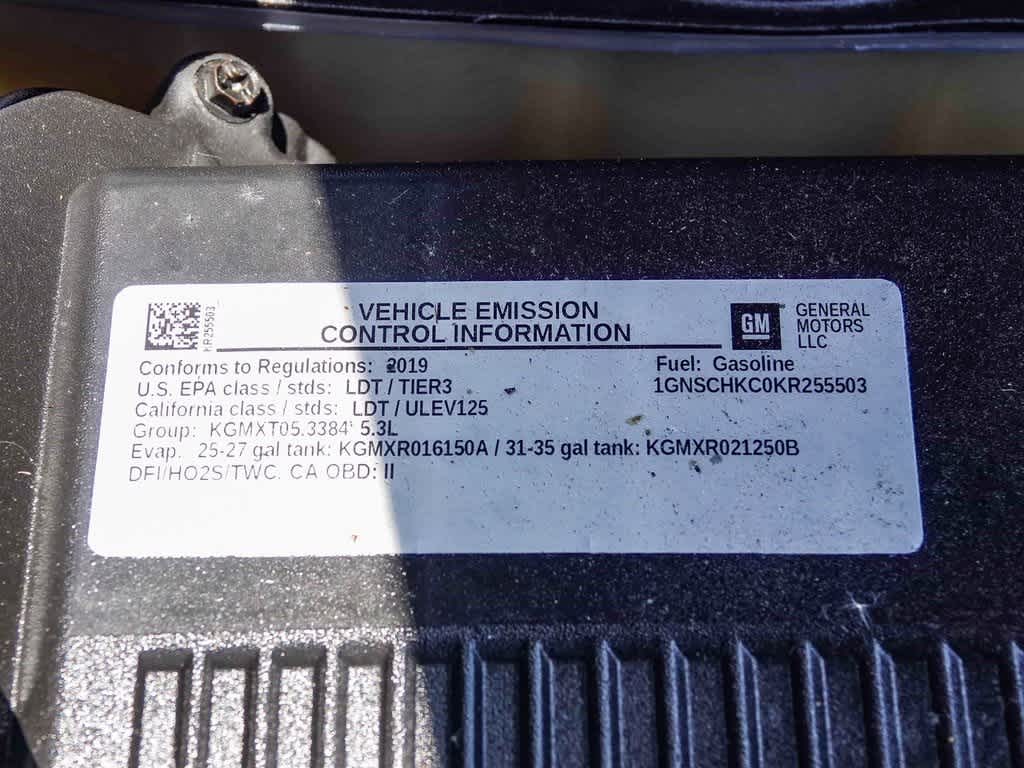 KR255503
VEHICLE EMISSION
CONTROL INFORMATION
GM
GENERAL
MOTORS
LLC
Conforms to Regulations: 2019
Fuel: Gasoline
U.S. EPA class / stds: LDT / TIER3
1GNSCHKC0KR255503
California class / stds: LDT / ULEV125
Group: KGMXT05.3384 5.3L
Evap. 25-27 gal tank: KGMXR016150A / 31-35 gal tank: KGMXR021250B
DFI/HO2S/TWC. CA OBD: II